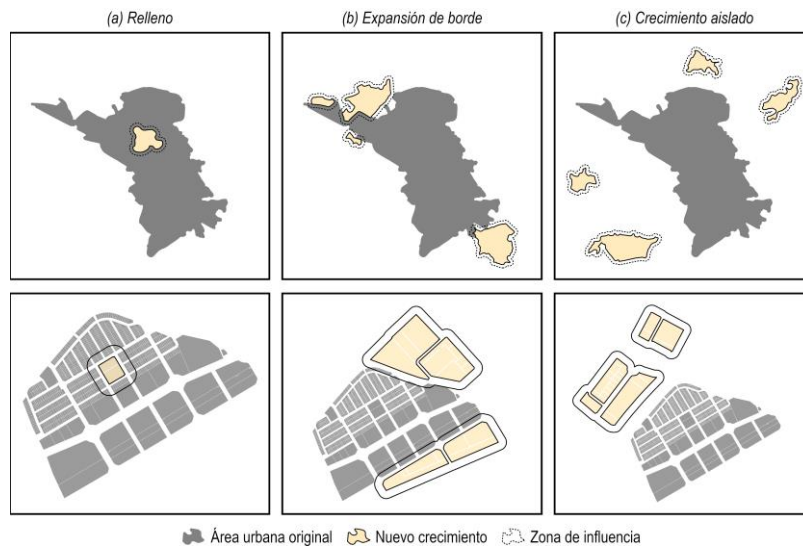 (a) Relleno
(b) Expansión de borde
(c) Crecimiento aislado
Área urbana original
Nuevo crecimiento
Zona de influencia